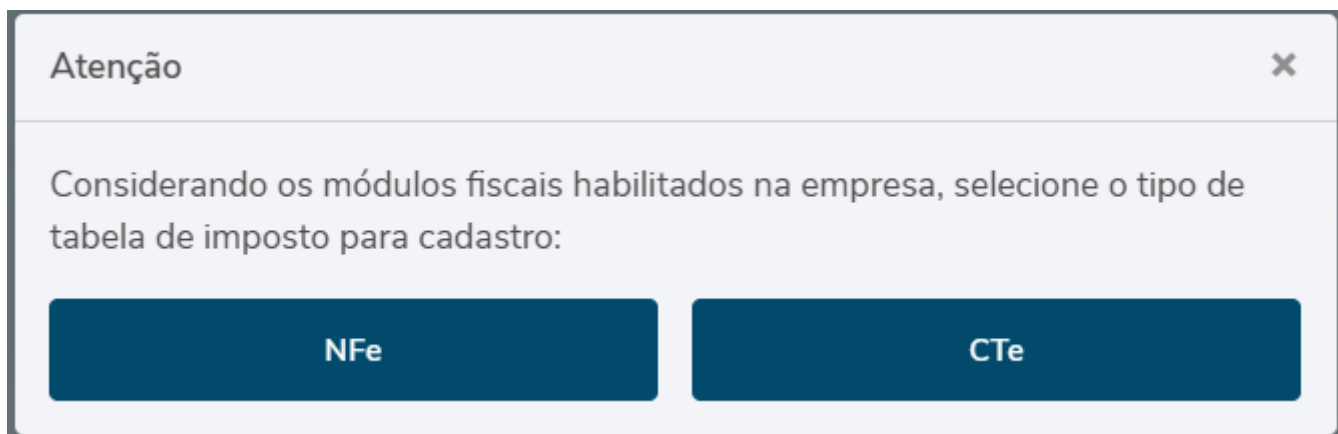 Atenção
Considerando os módulos fiscais habilitados na empresa, selecione o tipo de
tabela de imposto para cadastro:
NFe
CTe